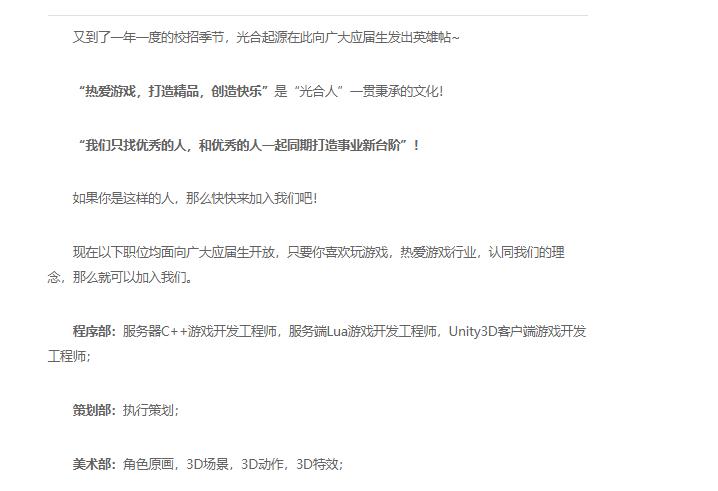 又到了一年一度的校招季节，光合起源在此向广大应届生发出英雄帖~
“热爱游戏，打造精品，创造快乐”是“光合人”一贯秉承的文化！
“我们只找优秀的人，和优秀的人一起同期打造事业新台阶”！
如果你是这样的人，那么快快来加入我们吧！
现在以下职位均面向广大应届生开放，只要你喜欢玩游戏，热爱游戏行业，认同我们的理
念，那么就可以加入我们。
程序部：服务器C++游戏开发工程师，服务端Lua游戏开发工程师，Unity3D客户端游戏开发
工程师；
策划部：执行策划；
美术部：角色原画，3D场景，3D动作，3D特效；